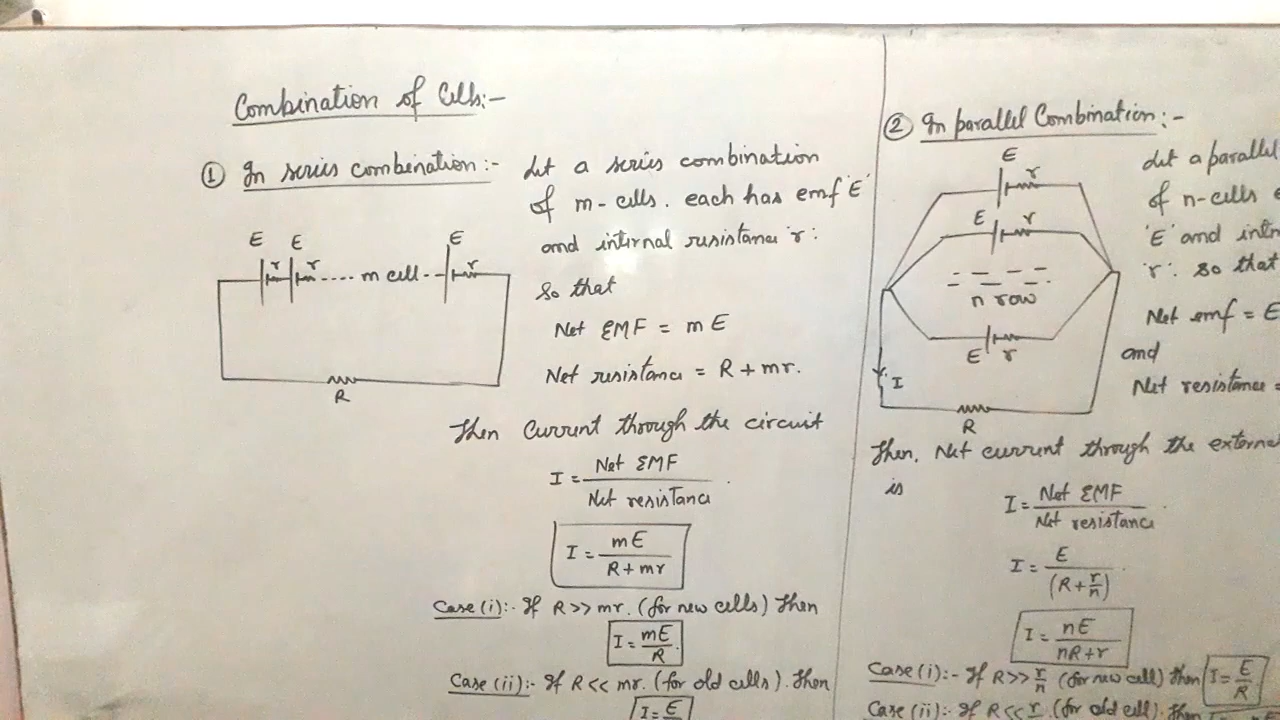 Combination of Cells:-
① In series combination:- Let a series combination
of m-cells. each has emf 'E'
and internal resistance 'r':
E E E
r r .... m cell -- r
R
so that
Net EMF = mE
Net resistance = R + mr.
Then current through the circuit
I = Net EMF / Net resistance
I = mE / R + mr
Case (i):- If R >> mr. (for new cells) Then
I = mE / R
Case (ii):- If R << mr. (for old cells). Then
I = E
② In parallel Combination:-
E
r
E r
n row
E r
I
R
Let a parallel
of n-cells
'E' and
'r'. so that
Net emf = E
and
Net resistance =
Then, Net current through the
is
I = Net EMF / Net resistance
I = E / (R + r/n)
I = nE / nR + r
Case (i):- If R >> r/n (for new cell) then I = E / R
Case (ii): If R << r (for old cell). Then